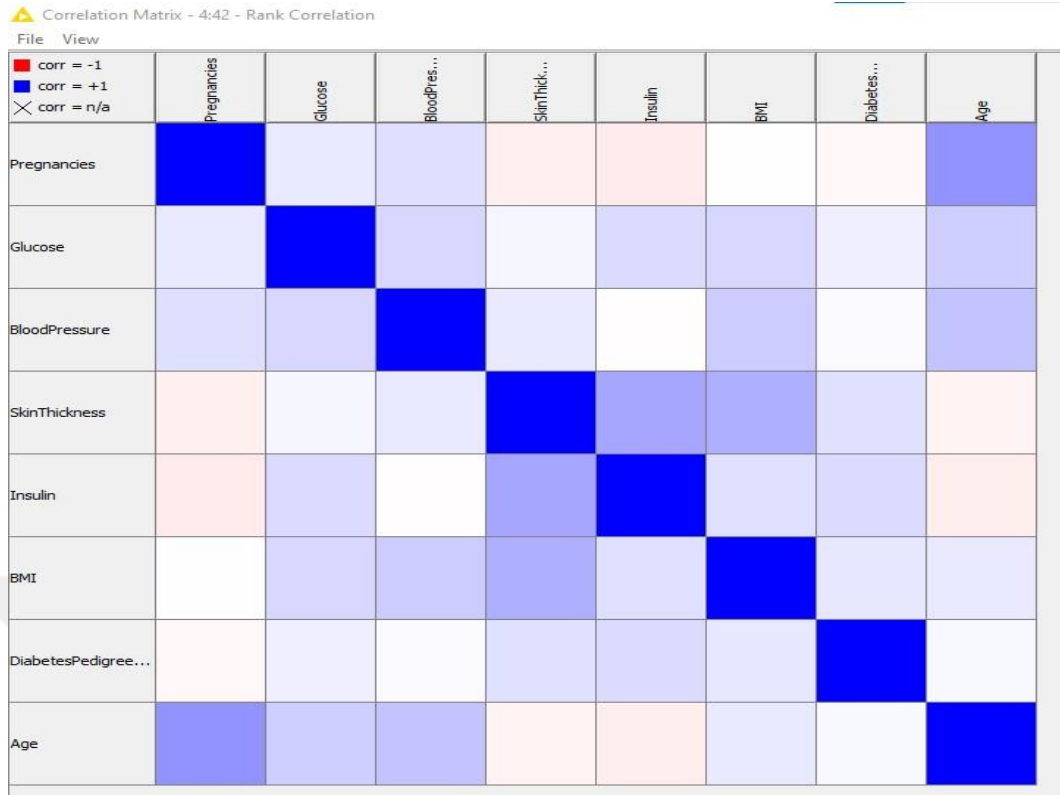 Correlation Matrix - 4:42 - Rank Correlation
File View
corr = -1
corr = +1
corr = n/a
Pregnancies
Glucose
BloodPres...
SkinThick...
Insulin
BMI
Diabetes...
Age
Pregnancies
Glucose
BloodPressure
SkinThickness
Insulin
BMI
DiabetesPedigree...
Age